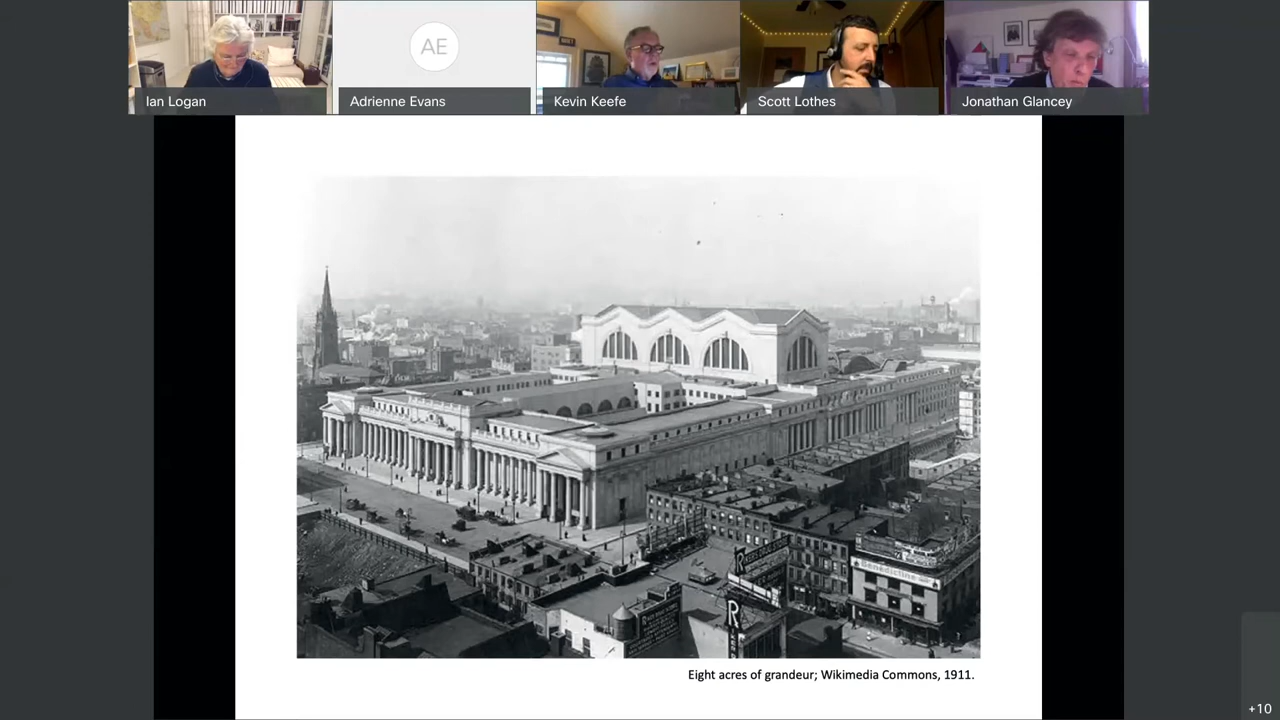 AE
Ian Logan
Adrienne Evans
Kevin Keefe
Scott Lothes
Jonathan Glancey
Benedictine
R
R
Eight acres of grandeur; Wikimedia Commons, 1911.
+10